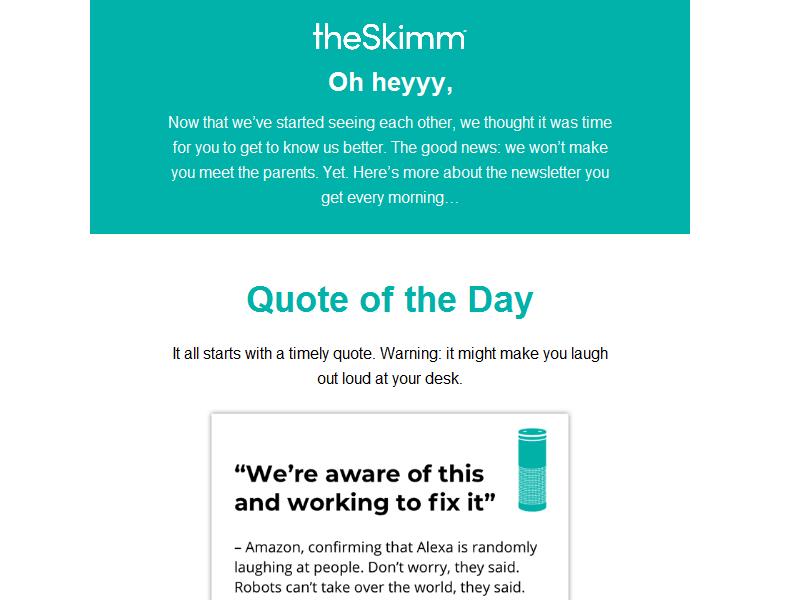 theSkimm
Oh heyyy,
Now that we’ve started seeing each other, we thought it was time
for you to get to know us better. The good news: we won’t make
you meet the parents. Yet. Here’s more about the newsletter you
get every morning…
Quote of the Day
It all starts with a timely quote. Warning: it might make you laugh
out loud at your desk.
“We’re aware of this
and working to fix it”
– Amazon, confirming that Alexa is randomly
laughing at people. Don’t worry, they said.
Robots can’t take over the world, they said.